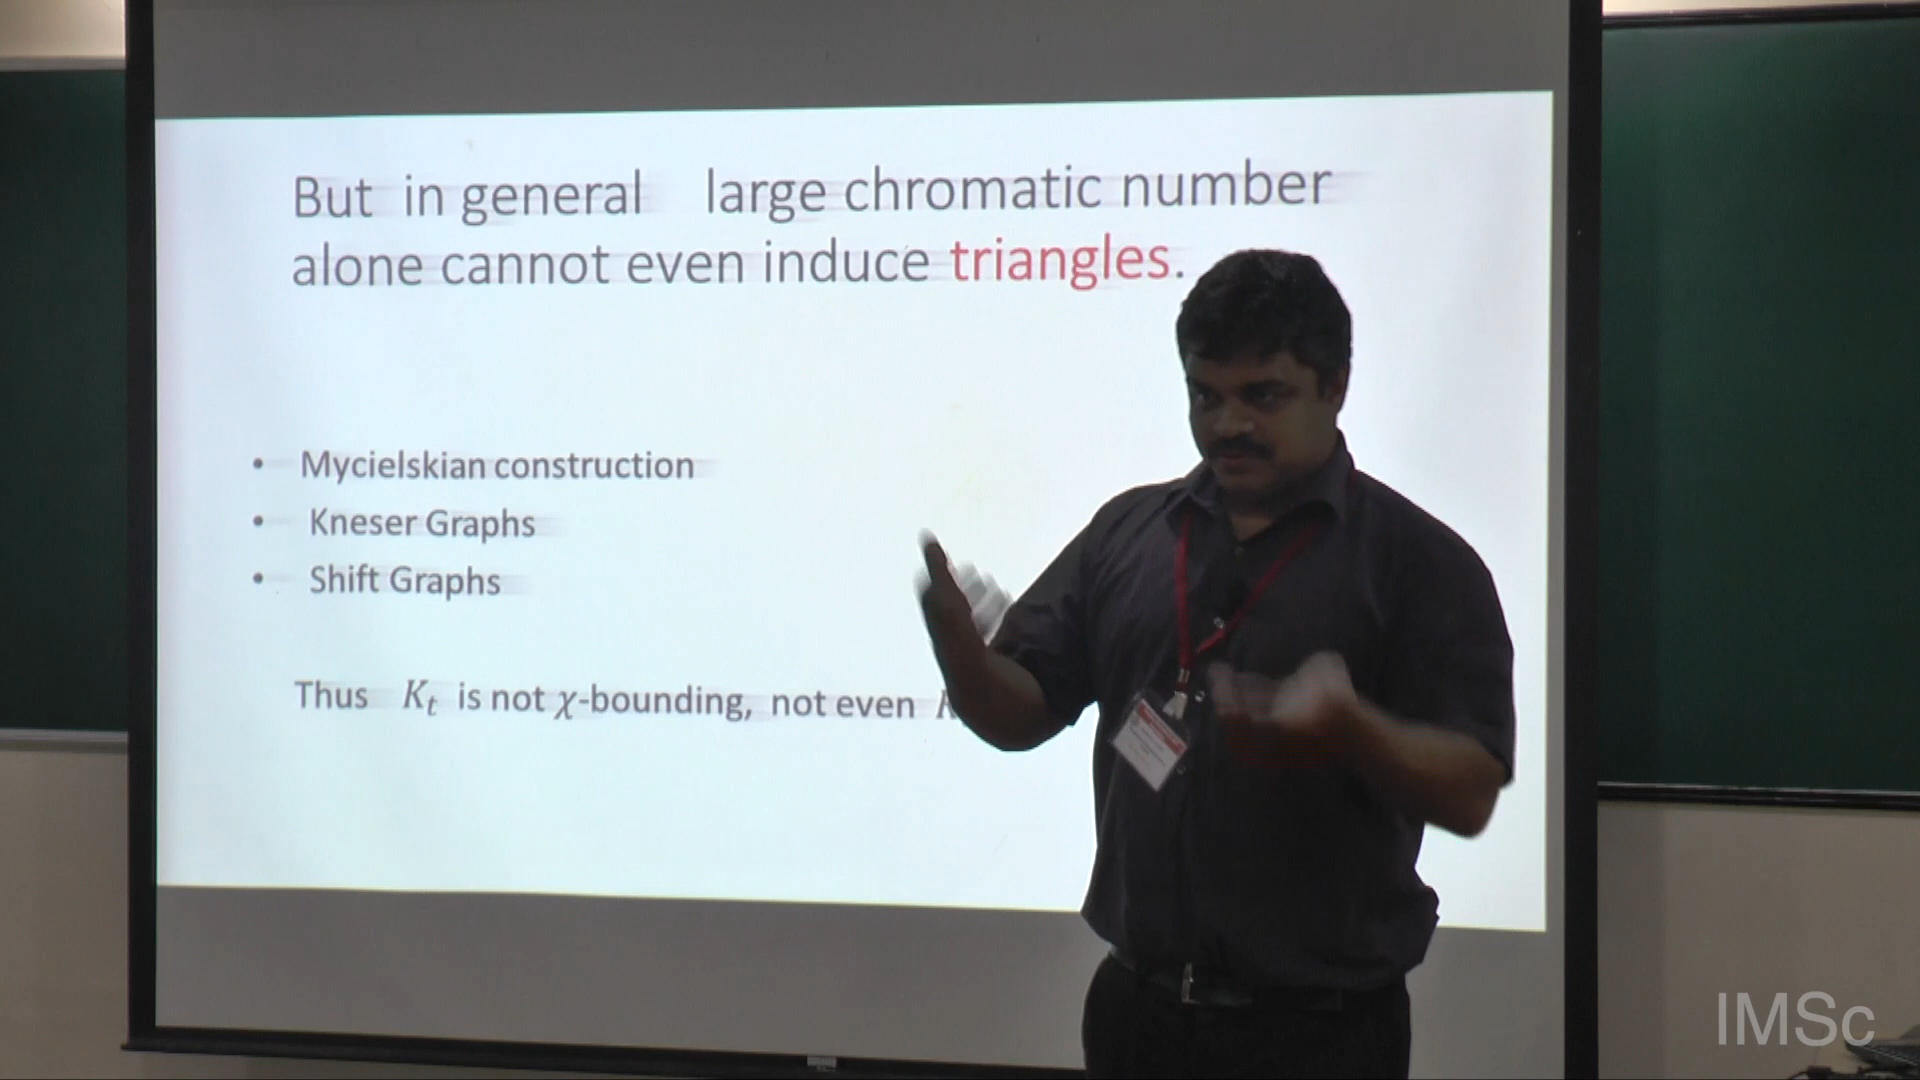 But in general large chromatic number
alone cannot even induce triangles.
• Mycielskian construction
• Kneser Graphs
• Shift Graphs
Thus K_t is not χ-bounding, not even
IMSc